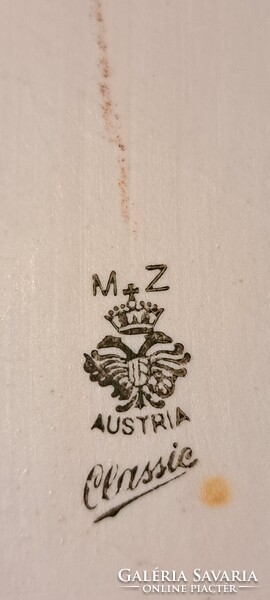 M Z
AUSTRIA
Classic
GALÉRIA SAVARIA
ONLINE PIACTÉR